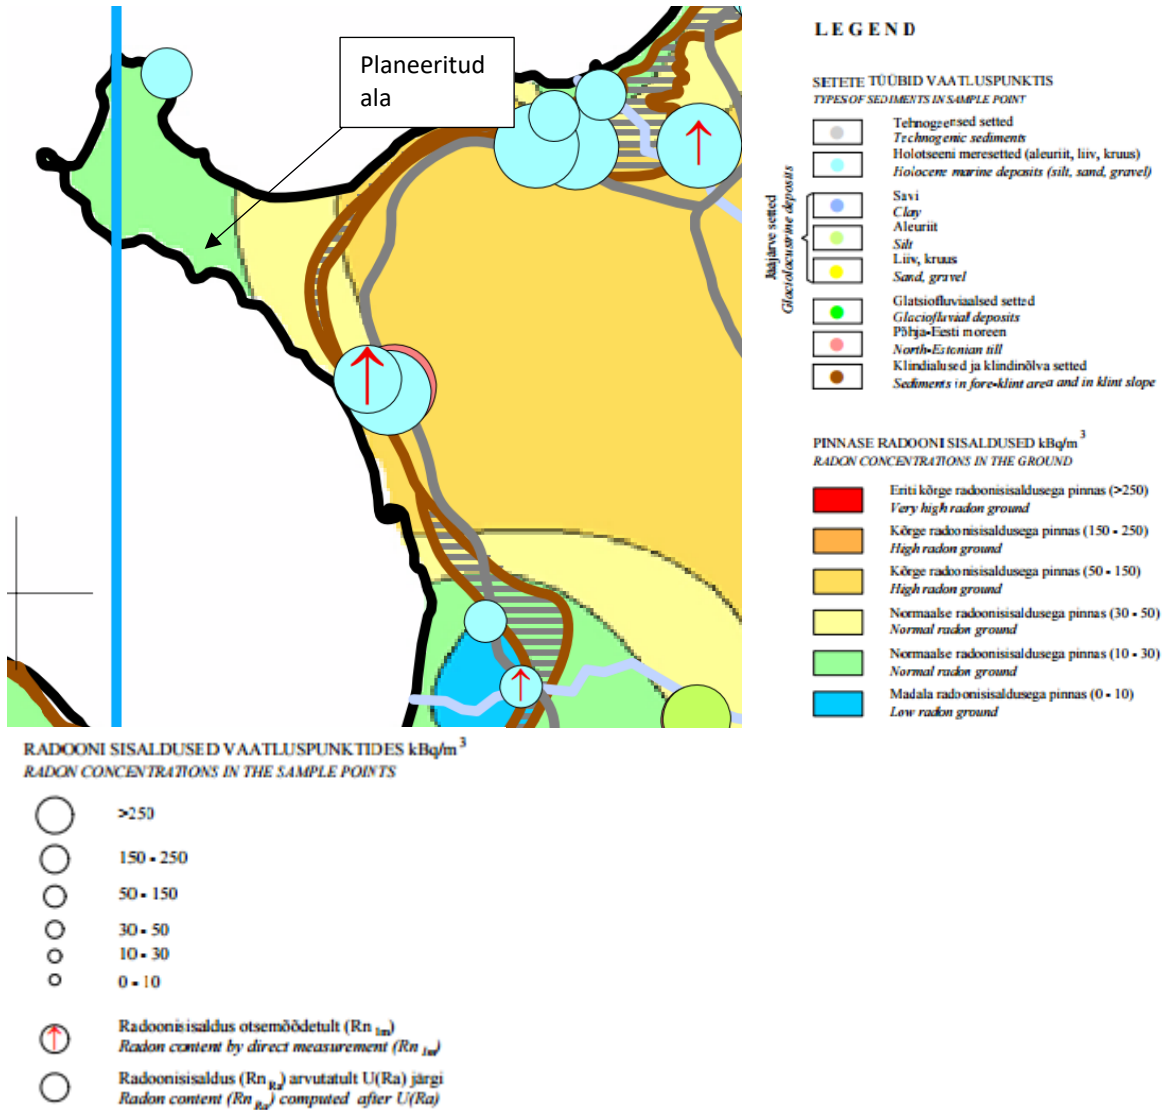 Planeeritud
ala
LEGEND
SETETE TÜÜBID VAATLUSPUNKTIS
TYPES OF SEDIMENTS IN SAMPLE POINT
Tehnogeensed setted
Technogenic sediments
Holotseeni meresetted (aleuriit, liiv, kruus)
Holocene marine deposits (silt, sand, gravel)
Jääjärve setted
Glaciolacustrine deposits
Savi
Clay
Aleuriit
Silt
Liiv, kruus
Sand, gravel
Glatsiofluviaalsed setted
Glaciofluvial deposits
Põhja-Eesti moreen
North-Estonian till
Klindialused ja klindinõlva setted
Sediments in fore-klint area and in klint slope
PINNASE RADOONI SISALDUSED kBq/m³
RADON CONCENTRATIONS IN THE GROUND
Eriti kõrge radoonisisaldusega pinnas (>250)
Very high radon ground
Kõrge radoonisisaldusega pinnas (150 - 250)
High radon ground
Kõrge radoonisisaldusega pinnas (50 - 150)
High radon ground
Normaalse radoonisisaldusega pinnas (30 - 50)
Normal radon ground
Normaalse radoonisisaldusega pinnas (10 - 30)
Normal radon ground
Madala radoonisisaldusega pinnas (0 - 10)
Low radon ground
RADOONI SISALDUSED VAATLUSPUNKTIDES kBq/m³
RADON CONCENTRATIONS IN THE SAMPLE POINTS
>250
150 - 250
50 - 150
30 - 50
10 - 30
0 - 10
Radoonisisaldus otsemõõdetult (Rn 1m)
Radon content by direct measurement (Rn 1m)
Radoonisisaldus (Rn Ra) arvutatult U(Ra) järgi
Radon content (Rn Ra) computed after U(Ra)